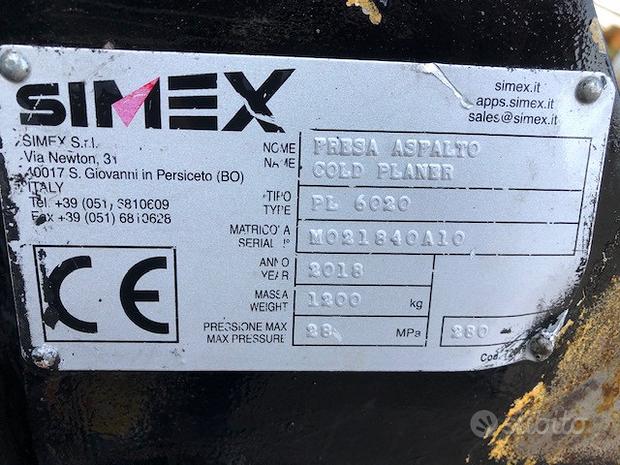 SIMEX
simex.it
apps.simex.it
sales@simex.it
SIMEX S.r.l.
Via Newton, 31
40017 S. Giovanni in Persiceto (BO)
ITALY
Tel. +39 (051) 6810609
Fax +39 (051) 6810628
NOME FRESA ASPALTO
NAME COLD PLANER
TIPO
TYPE PL 6020
MATRICOLA
SERIAL N° M021840A10
ANNO
YEAR 2018
MASSA
WEIGHT 1200 kg
PRESSIONE MAX
MAX PRESSURE 28 MPa 280
Cod.
CE
subito